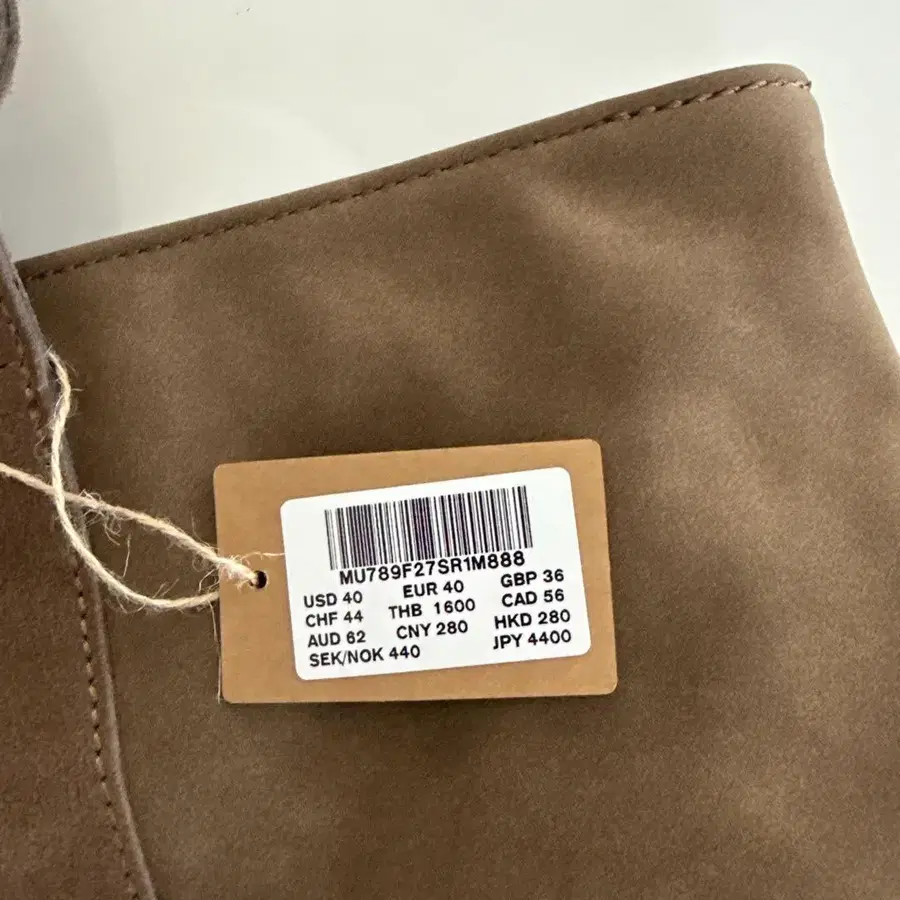 MU789F27SR1M888
USD 40 EUR 40 GBP 36
CHF 44 THB 1600 CAD 56
AUD 62 CNY 280 HKD 280
SEK/NOK 440 JPY 4400